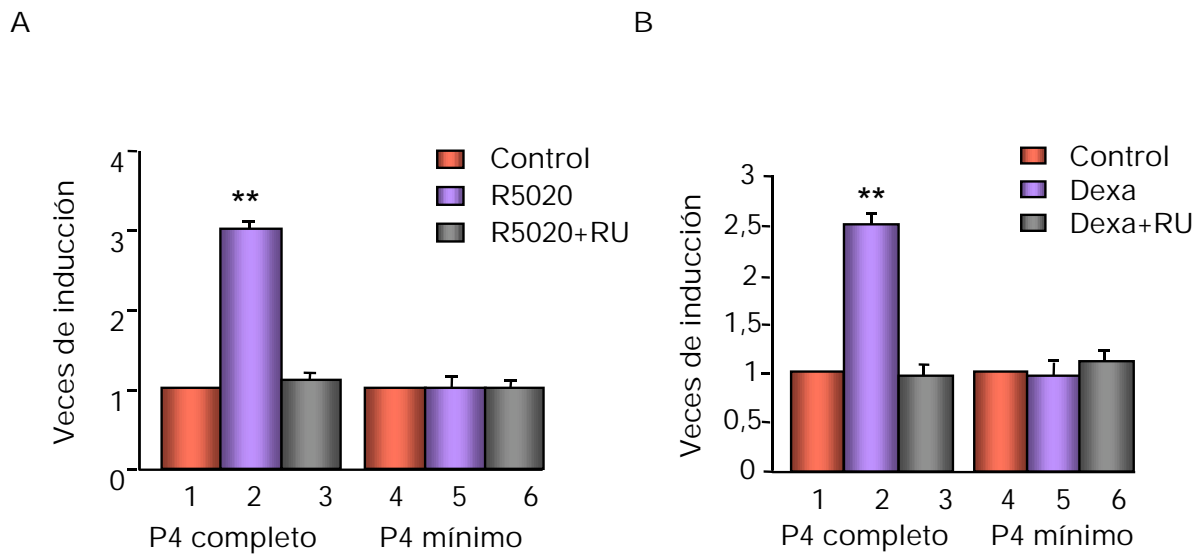 A
B
Veces de inducción
4
3
2
1
0
**
Control
R5020
R5020+RU
1 2 3 4 5 6
P4 completo P4 mínimo
Veces de inducción
3
2,5
2
1,5
1
0,5
0
**
Control
Dexa
Dexa+RU
1 2 3 4 5 6
P4 completo P4 mínimo